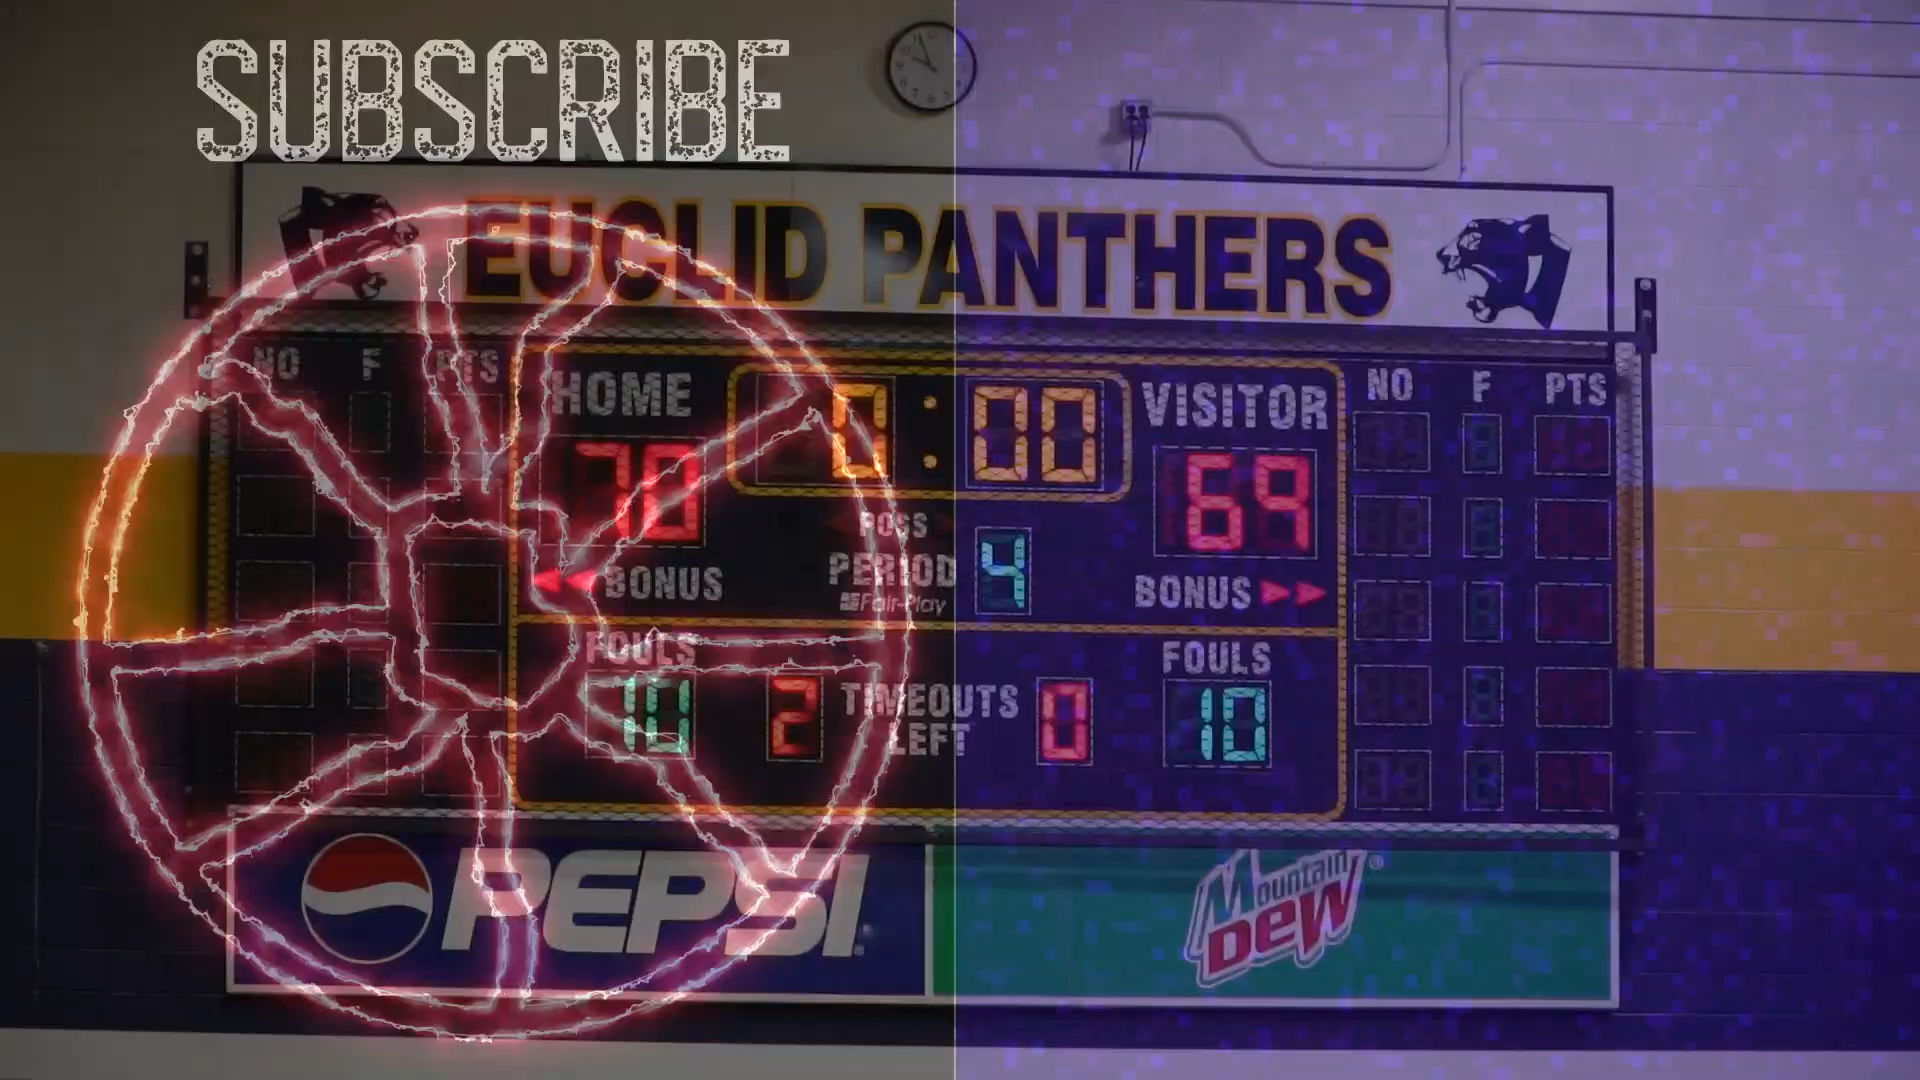 SUBSCRIBE
EUCLID PANTHERS
NO F PTS
HOME
0:00
VISITOR
NO F PTS
70
69
POSS
PERIOD 4
Fair-Play
BONUS
BONUS
FOULS
FOULS
10
2
TIMEOUTS
LEFT
0
10
PEPSI
Mountain
Dew